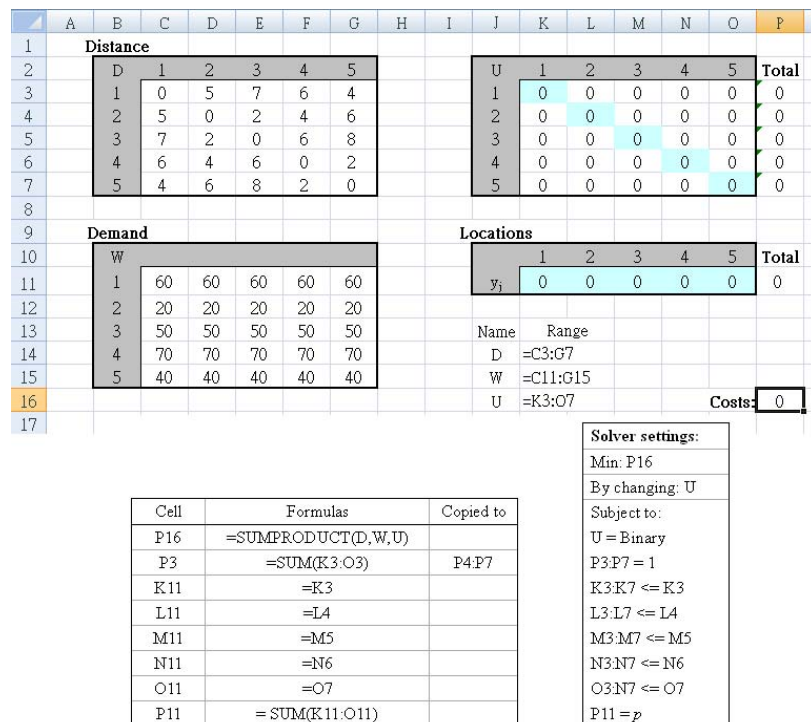 A B C D E F G H I J K L M N O P
1 Distance
2 D 1 2 3 4 5 U 1 2 3 4 5 Total
3 1 0 5 7 6 4 1 0 0 0 0 0 0
4 2 5 0 2 4 6 2 0 0 0 0 0 0
5 3 7 2 0 6 8 3 0 0 0 0 0 0
6 4 6 4 6 0 2 4 0 0 0 0 0 0
7 5 4 6 8 2 0 5 0 0 0 0 0 0
8
9 Demand Locations
10 W 1 2 3 4 5 Total
11 1 60 60 60 60 60 yj 0 0 0 0 0 0
12 2 20 20 20 20 20
13 3 50 50 50 50 50 Name Range
14 4 70 70 70 70 70 D =C3:G7
15 5 40 40 40 40 40 W =C11:G15
16 U =K3:O7 Costs: 0
17
Cell Formulas Copied to
P16 =SUMPRODUCT(D,W,U)
P3 =SUM(K3:O3) P4:P7
K11 =K3
L11 =L4
M11 =M5
N11 =N6
O11 =O7
P11 = SUM(K11:O11)
Solver settings:
Min: P16
By changing: U
Subject to:
U = Binary
P3:P7 = 1
K3:K7 <= K3
L3:L7 <= L4
M3:M7 <= M5
N3:N7 <= N6
O3:N7 <= O7
P11 = p